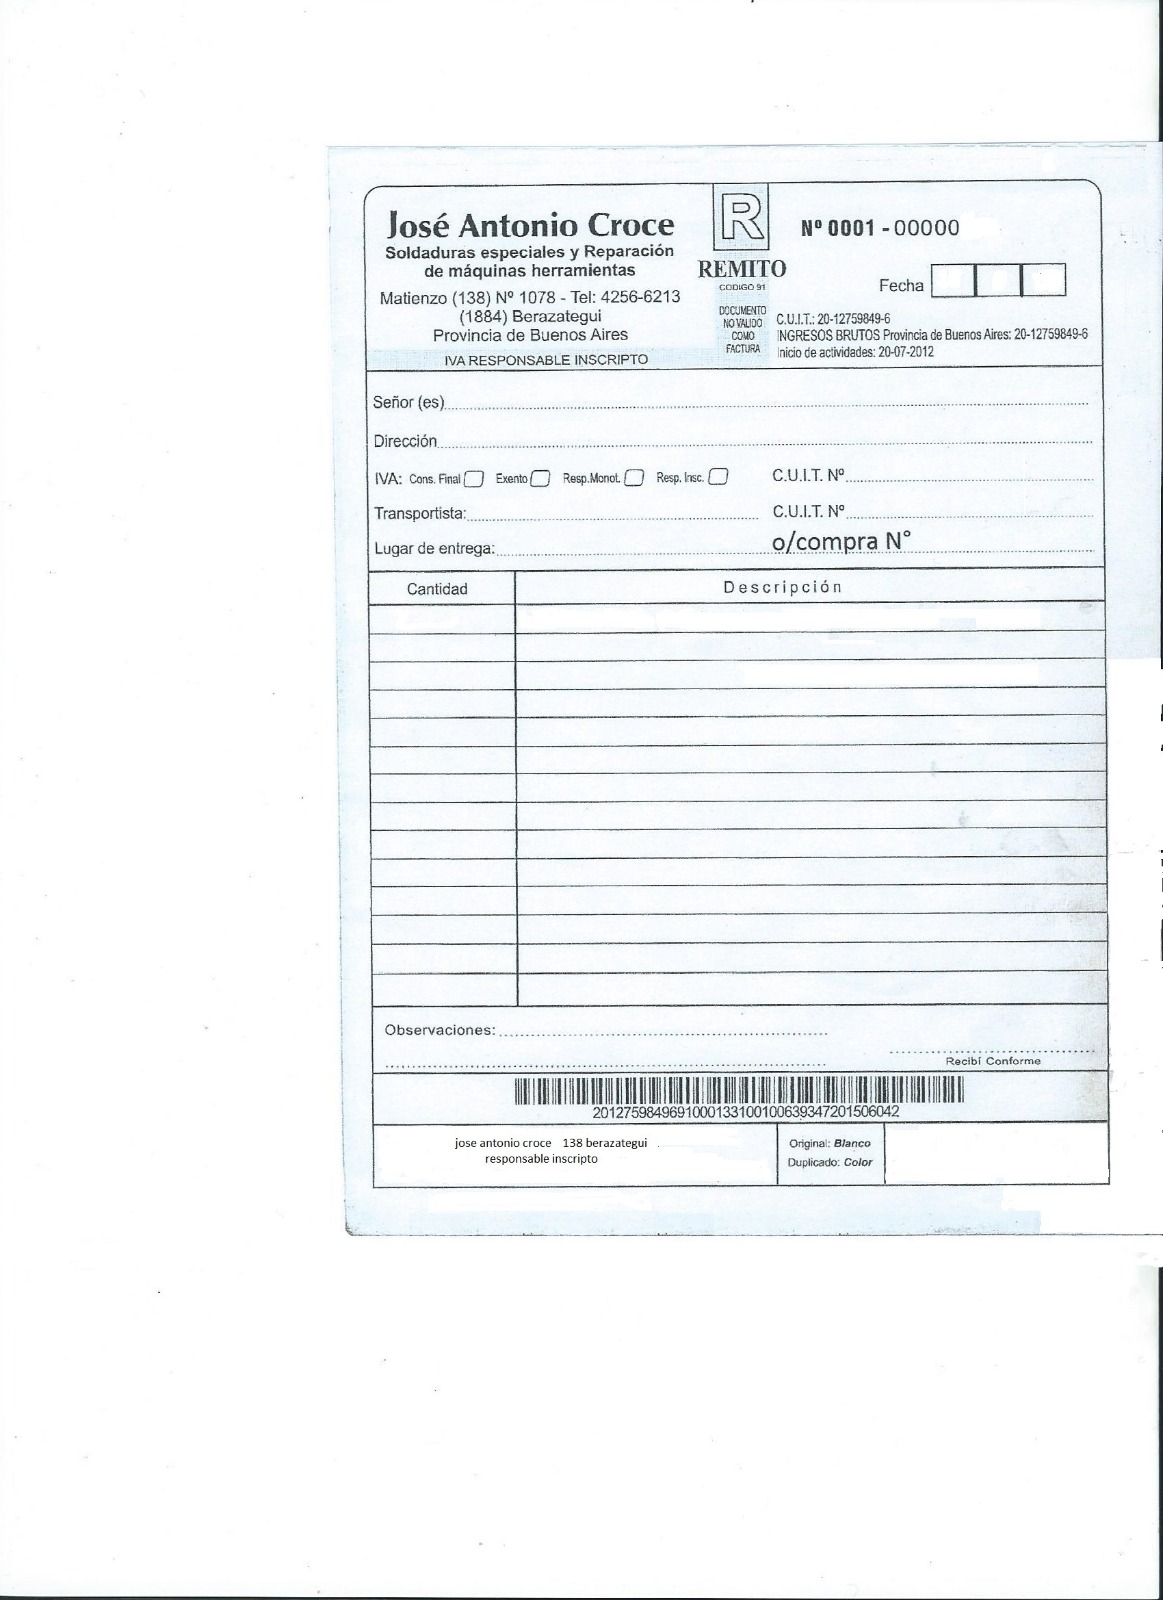 José Antonio Croce
Soldaduras especiales y Reparación
de máquinas herramientas
Matienzo (138) Nº 1078 - Tel: 4256-6213
(1884) Berazategui
Provincia de Buenos Aires
IVA RESPONSABLE INSCRIPTO
R
REMITO
CODIGO 91
DOCUMENTO
NO VALIDO
COMO
FACTURA
Nº 0001 - 00000
Fecha
C.U.I.T.: 20-12759849-6
INGRESOS BRUTOS Provincia de Buenos Aires: 20-12759849-6
Inicio de actividades: 20-07-2012
Señor (es)
Dirección
IVA: Cons. Final Exento Resp.Monot. Resp. Insc. C.U.I.T. Nº
Transportista: C.U.I.T. Nº
Lugar de entrega: o/compra N°
Cantidad Descripción
Observaciones:
Recibí Conforme
2012759849691000133100100639347201506042
jose antonio croce 138 berazategui
responsable inscripto
Original: Blanco
Duplicado: Color